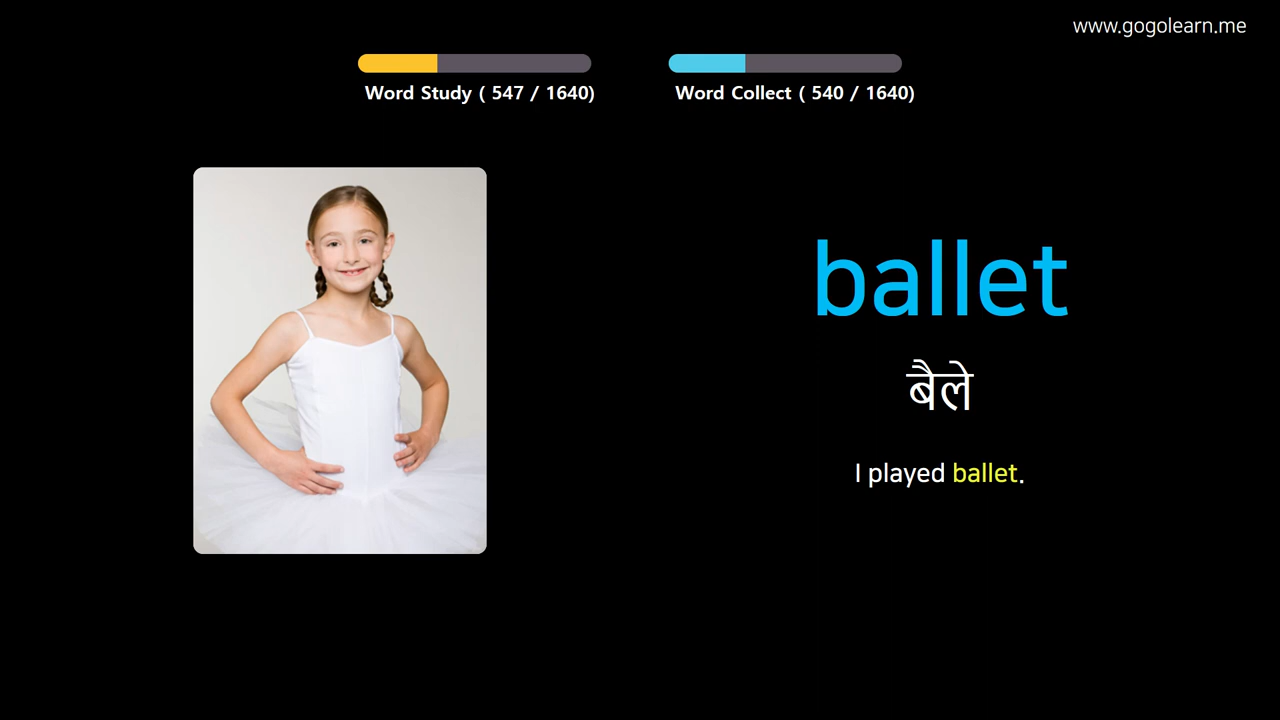 www.gogolearn.me
Word Study ( 547 / 1640)
Word Collect ( 540 / 1640)
ballet
बैले
I played ballet.